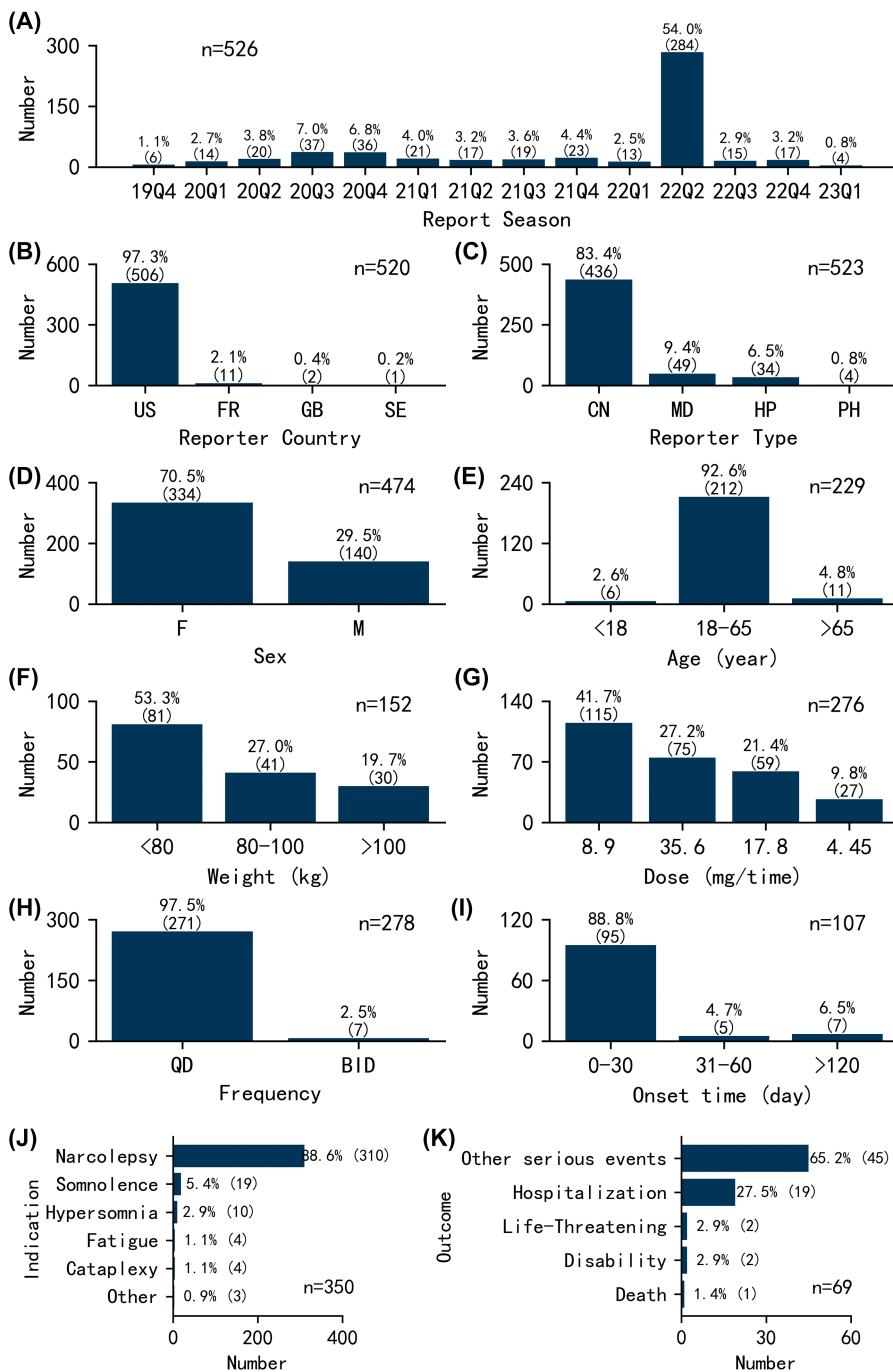 (A)
n=526
Number
300
150
0
1.1% 2.7% 3.8% 7.0% 6.8% 4.0% 3.2% 3.6% 4.4% 2.5% 54.0% 2.9% 3.2% 0.8%
(6) (14) (20) (37) (36) (21) (17) (19) (23) (13) (284) (15) (17) (4)
19Q4 20Q1 20Q2 20Q3 20Q4 21Q1 21Q2 21Q3 21Q4 22Q1 22Q2 22Q3 22Q4 23Q1
Report Season
(B)
n=520
Number
600
300
0
97.3% 2.1% 0.4% 0.2%
(506) (11) (2) (1)
US FR GB SE
Reporter Country
(C)
n=523
Number
500
250
0
83.4% 9.4% 6.5% 0.8%
(436) (49) (34) (4)
CN MD HP PH
Reporter Type
(D)
n=474
Number
400
200
0
70.5% 29.5%
(334) (140)
F M
Sex
(E)
n=229
Number
240
120
0
2.6% 92.6% 4.8%
(6) (212) (11)
<18 18-65 >65
Age (year)
(F)
n=152
Number
100
50
0
53.3% 27.0% 19.7%
(81) (41) (30)
<80 80-100 >100
Weight (kg)
(G)
n=276
Number
140
70
0
41.7% 27.2% 21.4% 9.8%
(115) (75) (59) (27)
8.9 35.6 17.8 4.45
Dose (mg/time)
(H)
n=278
Number
300
150
0
97.5% 2.5%
(271) (7)
QD BID
Frequency
(I)
n=107
Number
120
60
0
88.8% 4.7% 6.5%
(95) (5) (7)
0-30 31-60 >120
Onset time (day)
(J)
Indication
Narcolepsy 88.6% (310)
Somnolence 5.4% (19)
Hypersomnia 2.9% (10)
Fatigue 1.1% (4)
Cataplexy 1.1% (4)
Other 0.9% (3)
n=350
0 200 400
Number
(K)
Outcome
Other serious events 65.2% (45)
Hospitalization 27.5% (19)
Life-Threatening 2.9% (2)
Disability 2.9% (2)
Death 1.4% (1)
n=69
0 30 60
Number